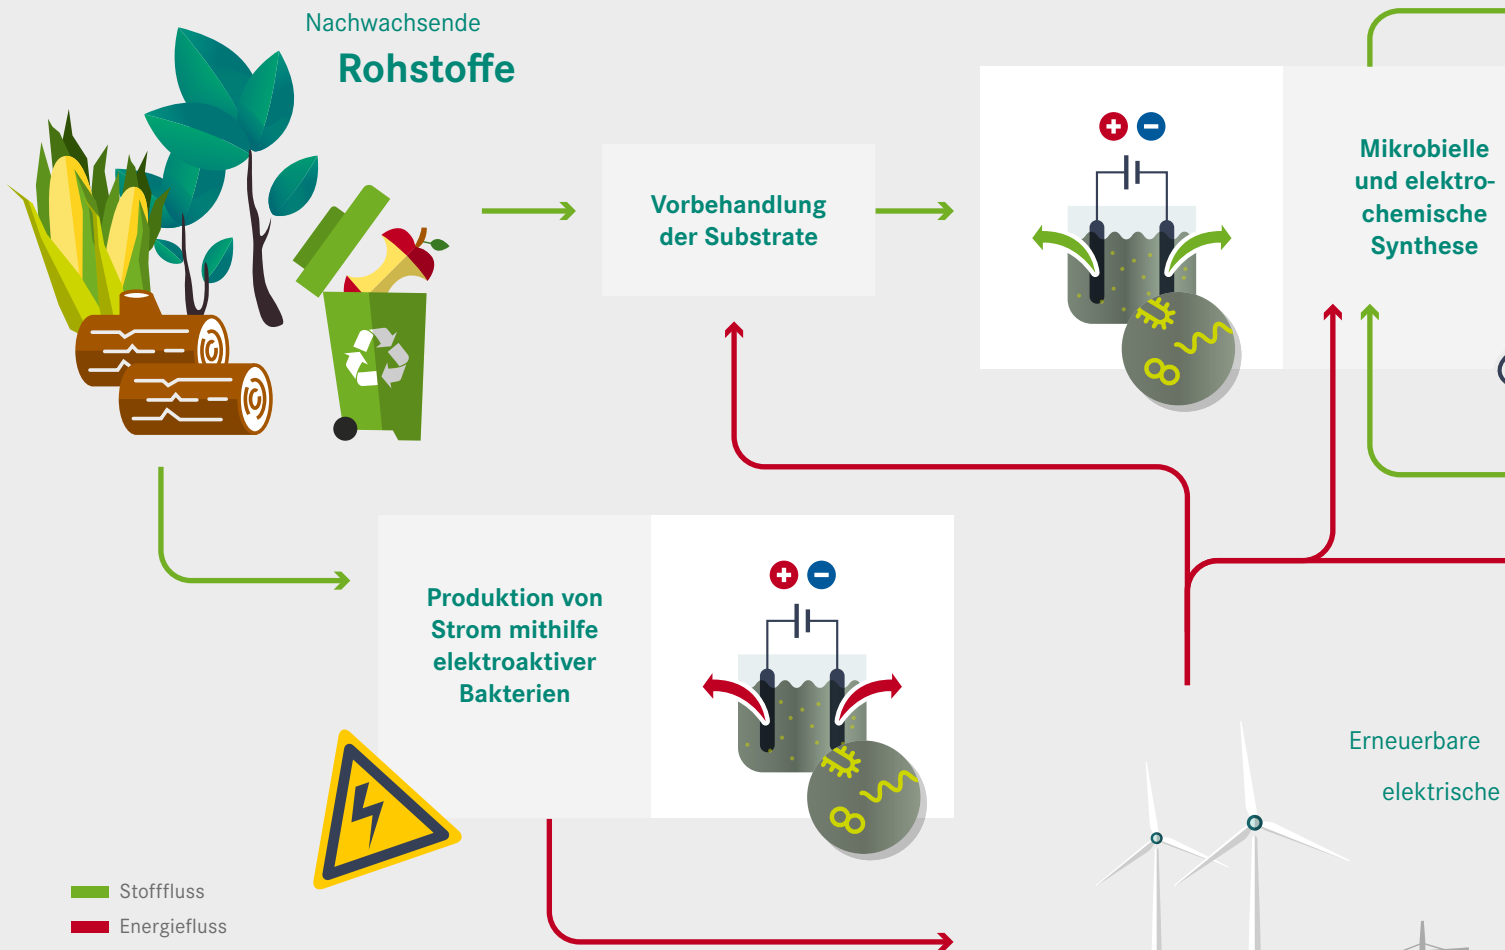 Nachwachsende
Rohstoffe
Vorbehandlung
der Substrate
Mikrobielle
und elektro-
chemische
Synthese
Produktion von
Strom mithilfe
elektroaktiver
Bakterien
Erneuerbare
elektrische
Stofffluss
Energiefluss